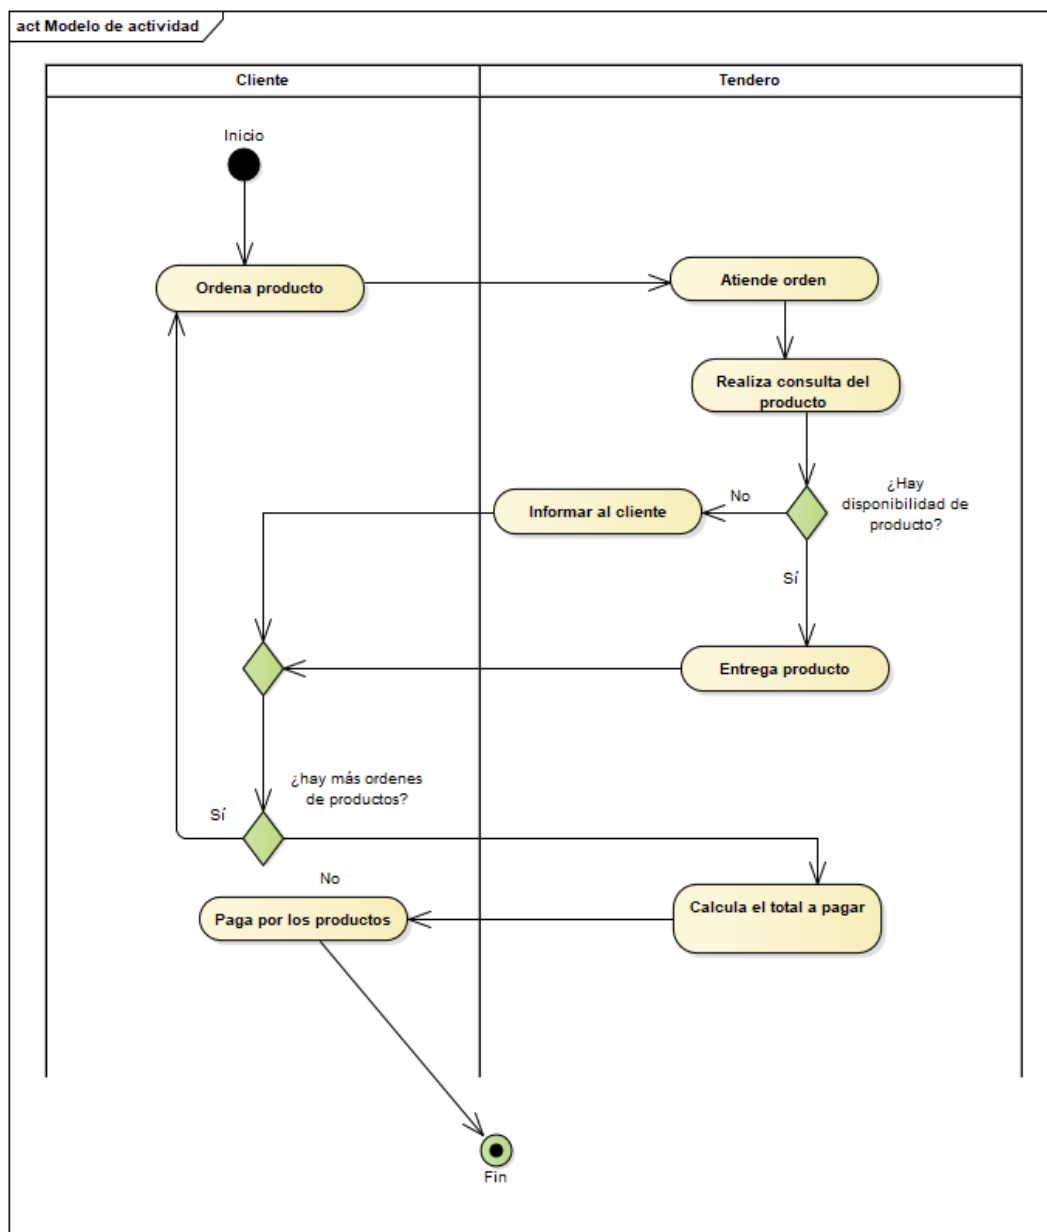 act Modelo de actividad
Cliente
Tendero
Inicio
Ordena producto
Atiende orden
Realiza consulta del
producto
¿Hay
disponibilidad de
producto?
No
Informar al cliente
Sí
Entrega producto
¿hay más ordenes
de productos?
Sí
No
Calcula el total a pagar
Paga por los productos
Fin